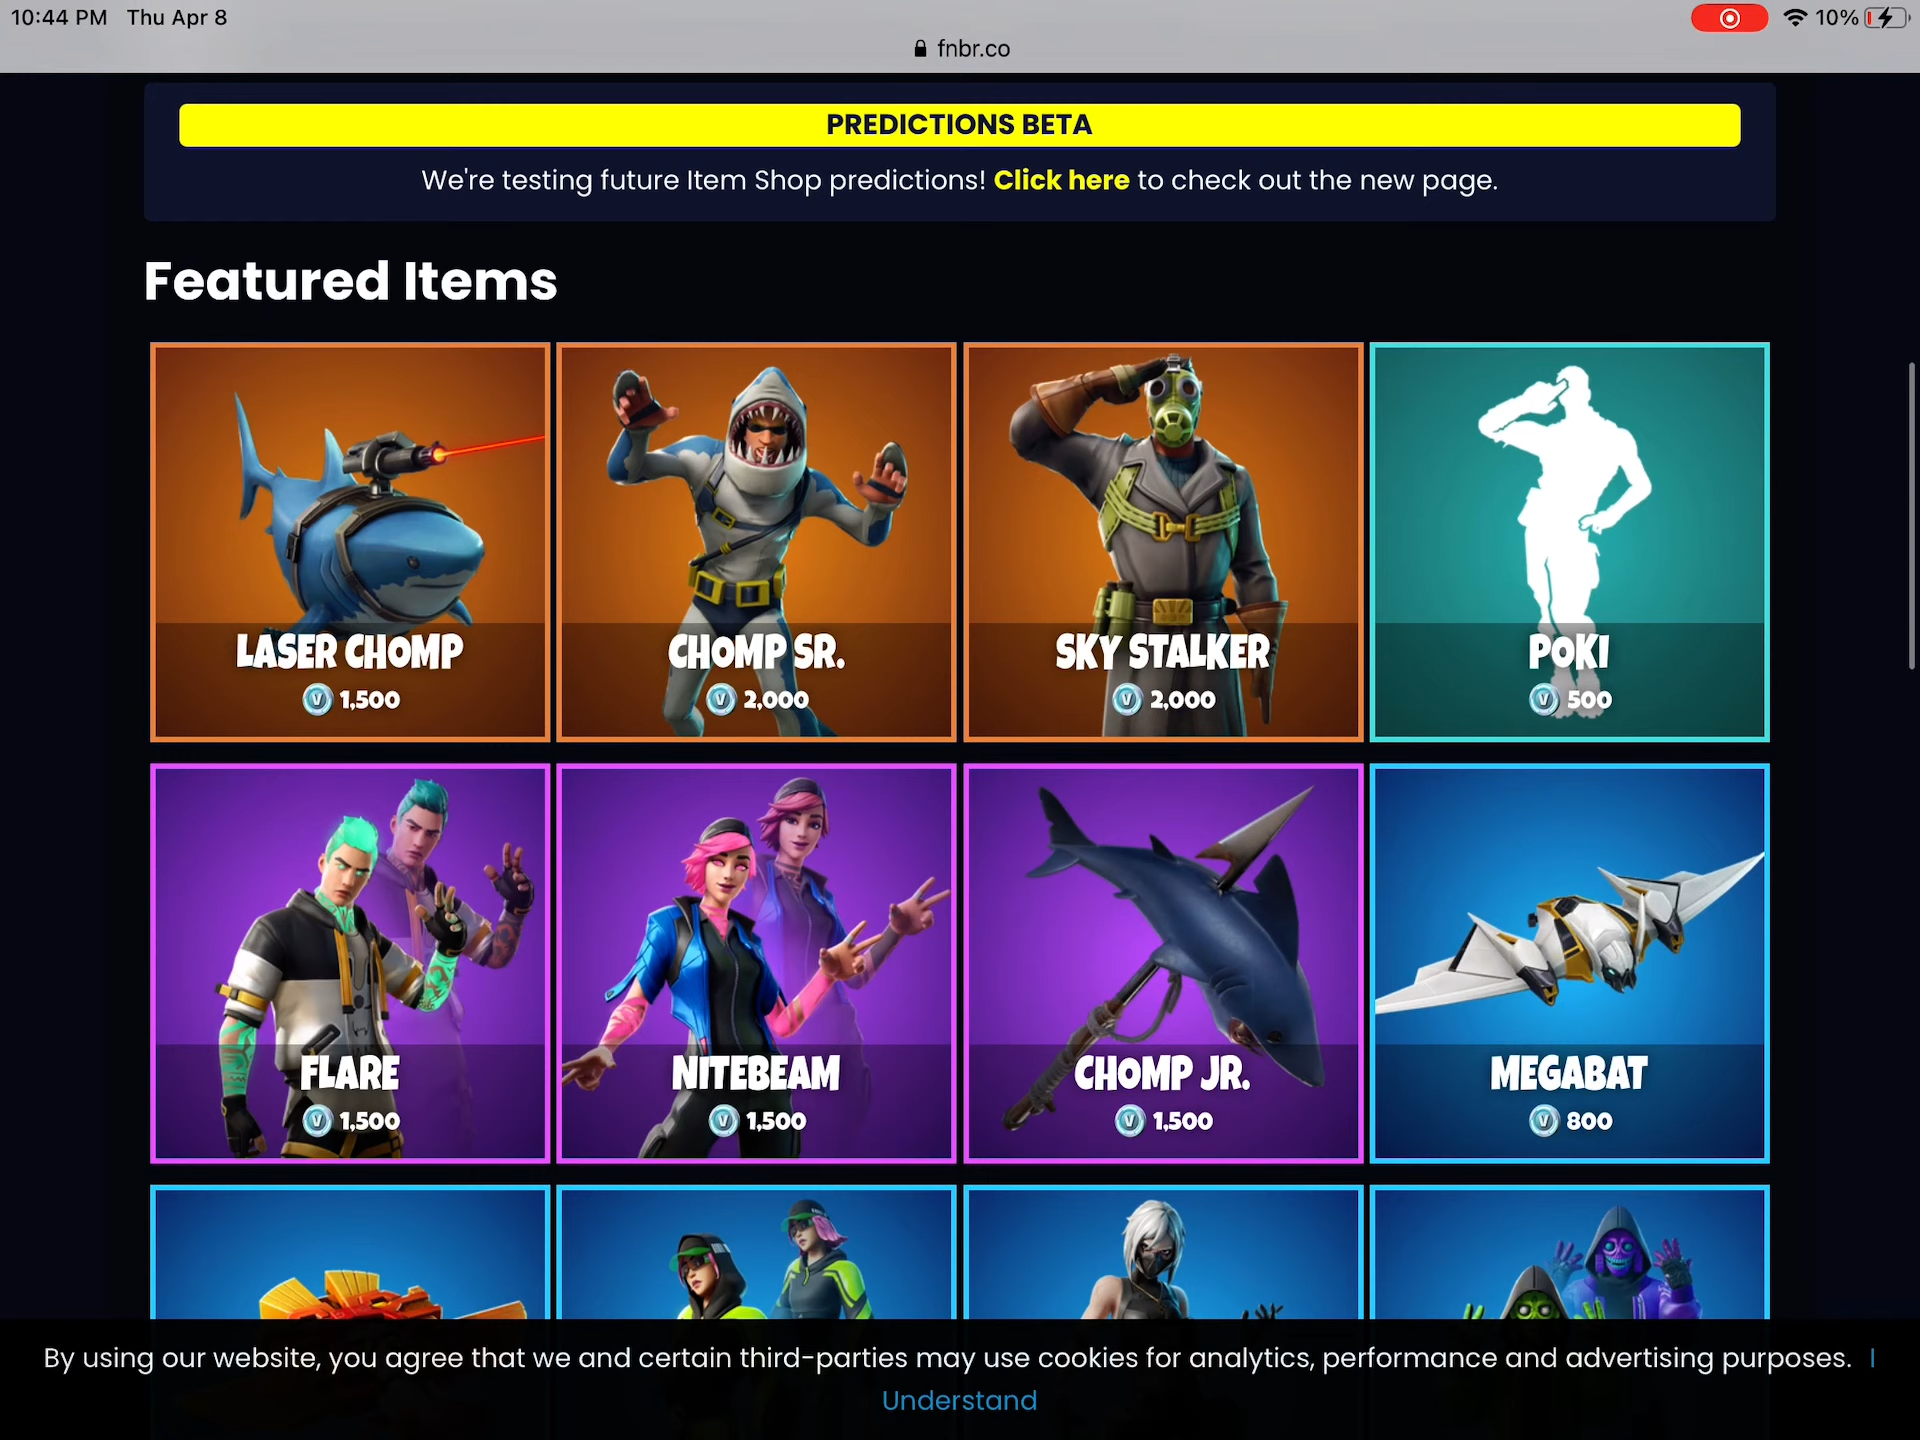 10:44 PM Thu Apr 8
10%
fnbr.co
PREDICTIONS BETA
We're testing future Item Shop predictions! Click here to check out the new page.
Featured Items
LASER CHOMP
1,500
CHOMP SR.
2,000
SKY STALKER
2,000
POKI
500
FLARE
1,500
NITEBEAM
1,500
CHOMP JR.
1,500
MEGABAT
800
By using our website, you agree that we and certain third-parties may use cookies for analytics, performance and advertising purposes. I
Understand